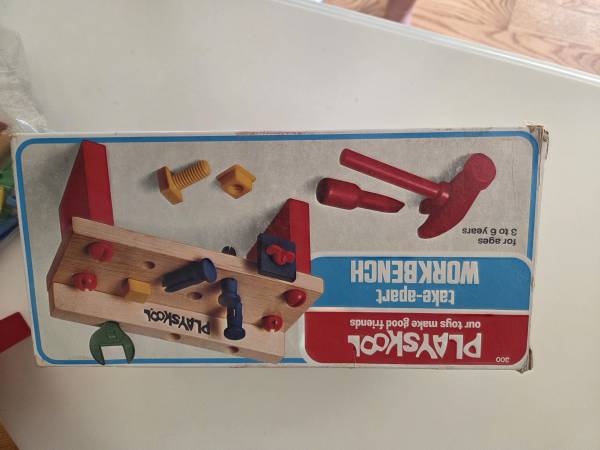 300
PLAYSKOOL
our toys make good friends
take-apart
WORKBENCH
for ages
3 to 6 years
PLAYSKOOL